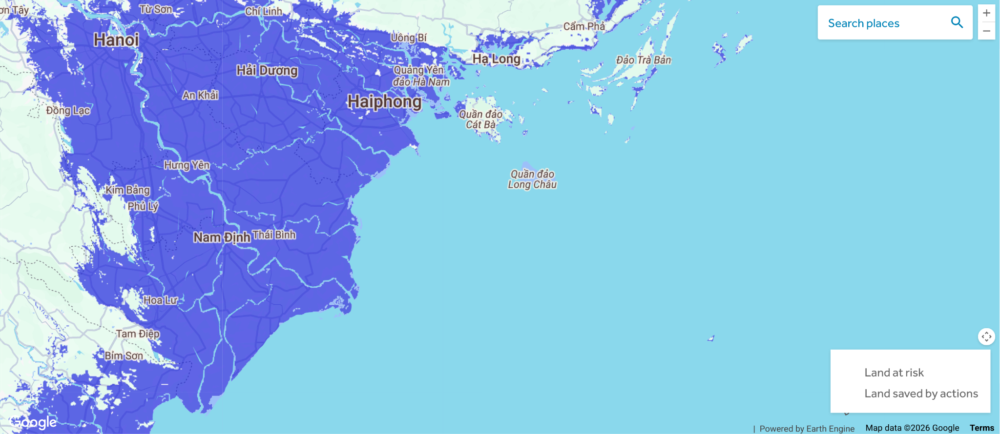 ơn Tây
Từ Sơn
Chí Linh
Cẩm Phả
Search places
+
−
Hanoi
Uông Bí
Hạ Long
Đảo Trà Bản
Hải Dương
Quảng Yên
đảo Hà Nam
An Khải
Haiphong
Đồng Lạc
Quần đảo
Cát Bà
Hưng Yên
Quần đảo
Long Châu
Kim Bảng
Phủ Lý
Nam Định
Thái Bình
Hoa Lư
Tam Điệp
Bỉm Sơn
Land at risk
Land saved by actions
Google
| Powered by Earth Engine
Map data ©2026 Google
Terms